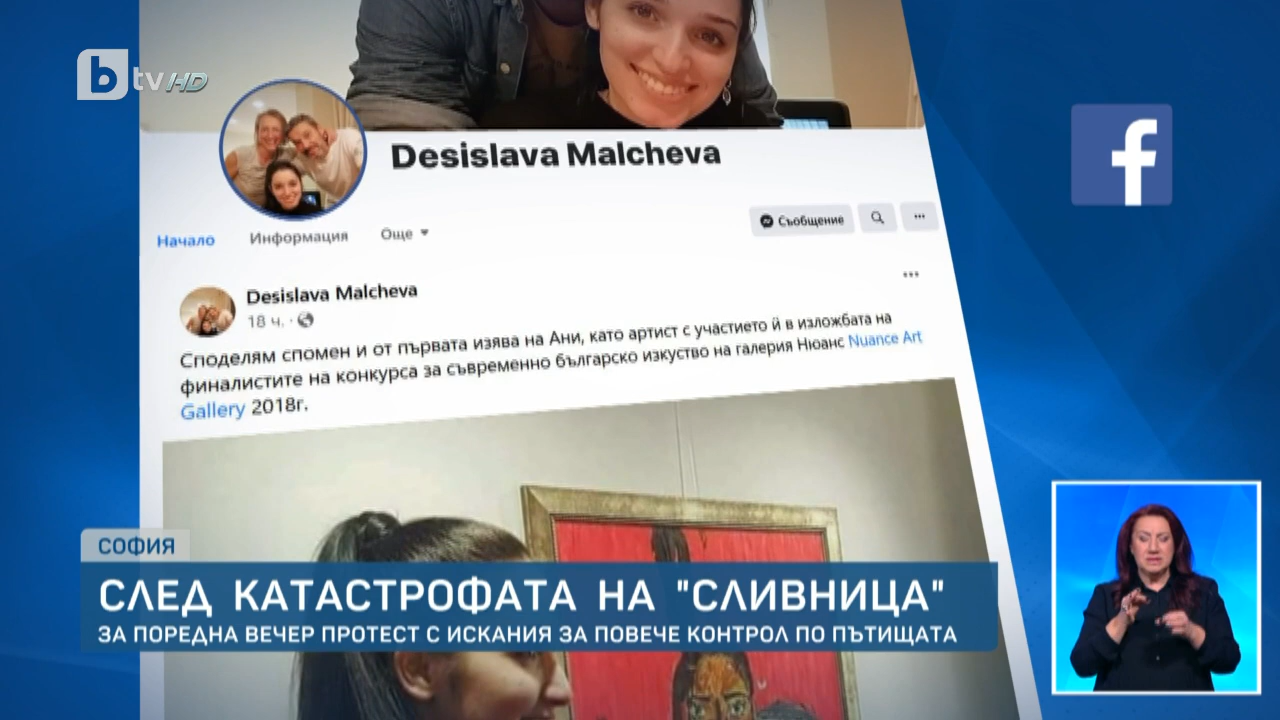 btv HD
Desislava Malcheva
Начало
Информация
Още
Съобщение
Desislava Malcheva
18 ч. ·
Споделям спомен и от първата изява на Ани, като артист с участието ѝ в изложбата на
финалистите на конкурса за съвременно българско изкуство на галерия Нюанс Nuance Art
Gallery 2018г.
СОФИЯ
СЛЕД КАТАСТРОФАТА НА "СЛИВНИЦА"
ЗА ПОРЕДНА ВЕЧЕР ПРОТЕСТ С ИСКАНИЯ ЗА ПОВЕЧЕ КОНТРОЛ ПО ПЪТИЩАТА